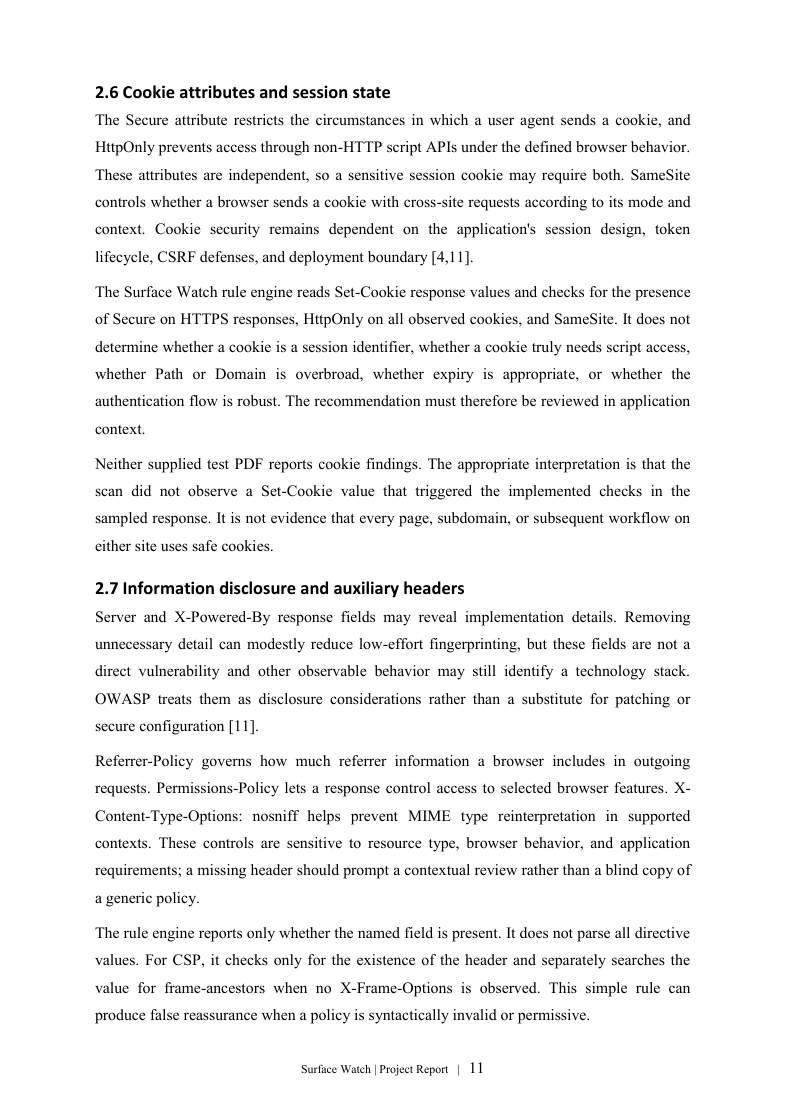 2.6 Cookie attributes and session state
The Secure attribute restricts the circumstances in which a user agent sends a cookie, and
HttpOnly prevents access through non-HTTP script APIs under the defined browser behavior.
These attributes are independent, so a sensitive session cookie may require both. SameSite
controls whether a browser sends a cookie with cross-site requests according to its mode and
context. Cookie security remains dependent on the application's session design, token
lifecycle, CSRF defenses, and deployment boundary [4,11].
The Surface Watch rule engine reads Set-Cookie response values and checks for the presence
of Secure on HTTPS responses, HttpOnly on all observed cookies, and SameSite. It does not
determine whether a cookie is a session identifier, whether a cookie truly needs script access,
whether Path or Domain is overbroad, whether expiry is appropriate, or whether the
authentication flow is robust. The recommendation must therefore be reviewed in application
context.
Neither supplied test PDF reports cookie findings. The appropriate interpretation is that the
scan did not observe a Set-Cookie value that triggered the implemented checks in the
sampled response. It is not evidence that every page, subdomain, or subsequent workflow on
either site uses safe cookies.
2.7 Information disclosure and auxiliary headers
Server and X-Powered-By response fields may reveal implementation details. Removing
unnecessary detail can modestly reduce low-effort fingerprinting, but these fields are not a
direct vulnerability and other observable behavior may still identify a technology stack.
OWASP treats them as disclosure considerations rather than a substitute for patching or
secure configuration [11].
Referrer-Policy governs how much referrer information a browser includes in outgoing
requests. Permissions-Policy lets a response control access to selected browser features. X-
Content-Type-Options: nosniff helps prevent MIME type reinterpretation in supported
contexts. These controls are sensitive to resource type, browser behavior, and application
requirements; a missing header should prompt a contextual review rather than a blind copy of
a generic policy.
The rule engine reports only whether the named field is present. It does not parse all directive
values. For CSP, it checks only for the existence of the header and separately searches the
value for frame-ancestors when no X-Frame-Options is observed. This simple rule can
produce false reassurance when a policy is syntactically invalid or permissive.
Surface Watch | Project Report | 11